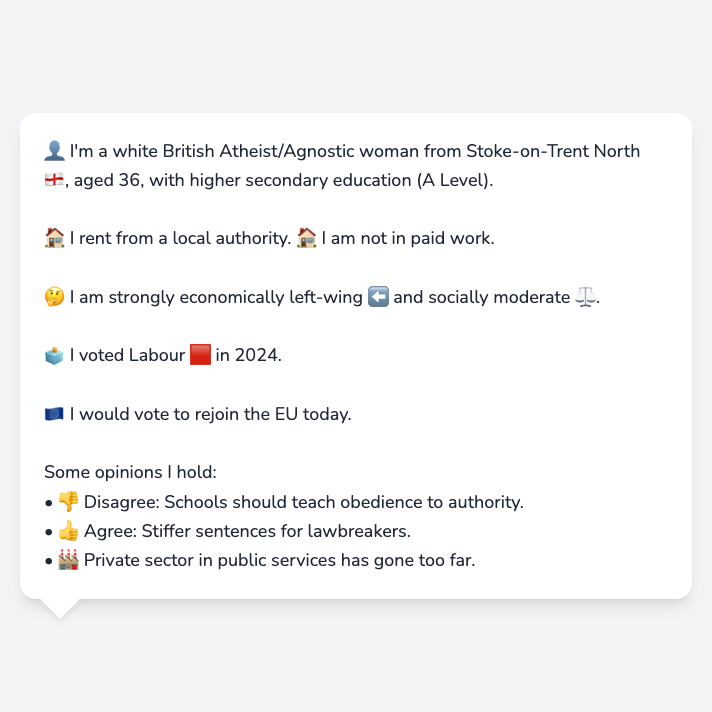 👤 I'm a white British Atheist/Agnostic woman from Stoke-on-Trent North
🏴󠁧󠁢󠁥󠁮󠁧󠁿, aged 36, with higher secondary education (A Level).
🏠 I rent from a local authority. 🏠 I am not in paid work.
🤔 I am strongly economically left-wing ⬅️ and socially moderate ⚖️.
🗳️ I voted Labour 🟥 in 2024.
🇪🇺 I would vote to rejoin the EU today.
Some opinions I hold:
• 👎 Disagree: Schools should teach obedience to authority.
• 👍 Agree: Stiffer sentences for lawbreakers.
• 🏭 Private sector in public services has gone too far.